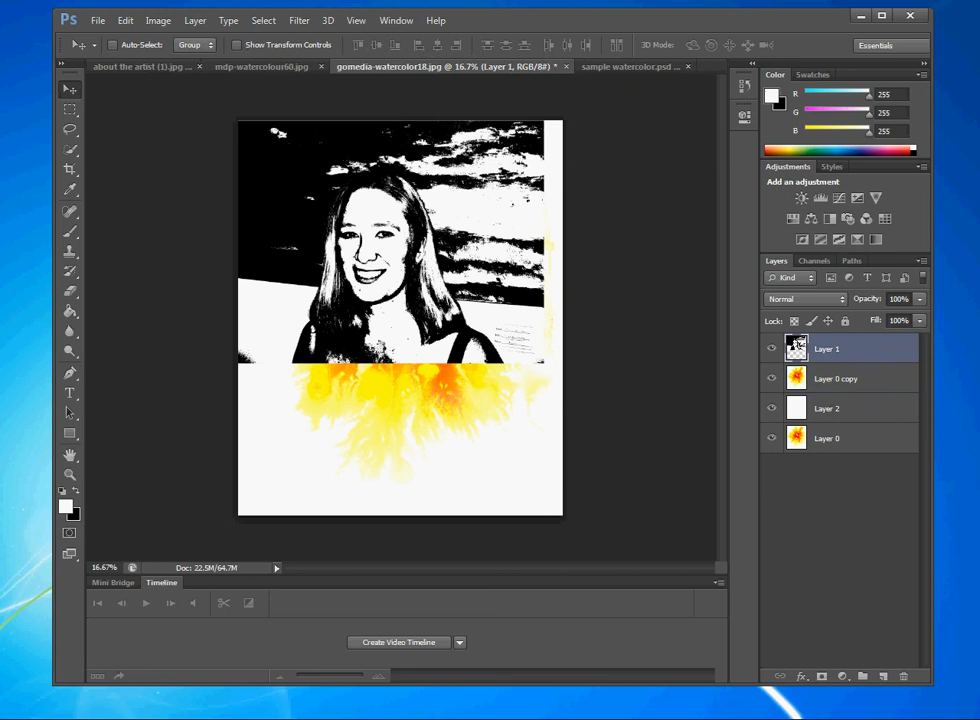 Ps File Edit Image Layer Type Select Filter 3D View Window Help
Auto-Select: Group Show Transform Controls 3D Mode: Essentials
about the artist (1).jpg ... × mdp-watercolour60.jpg × gomedia-watercolor18.jpg @ 16.7% (Layer 1, RGB/8#) * × sample watercolor.psd ... ×
Color Swatches
R 255
G 255
B 255
Adjustments Styles
Add an adjustment
Layers Channels Paths
Kind
Normal Opacity: 100%
Lock: Fill: 100%
Layer 1
Layer 0 copy
Layer 2
Layer 0
16.67% Doc: 22.5M/64.7M
Mini Bridge Timeline
Create Video Timeline
fx